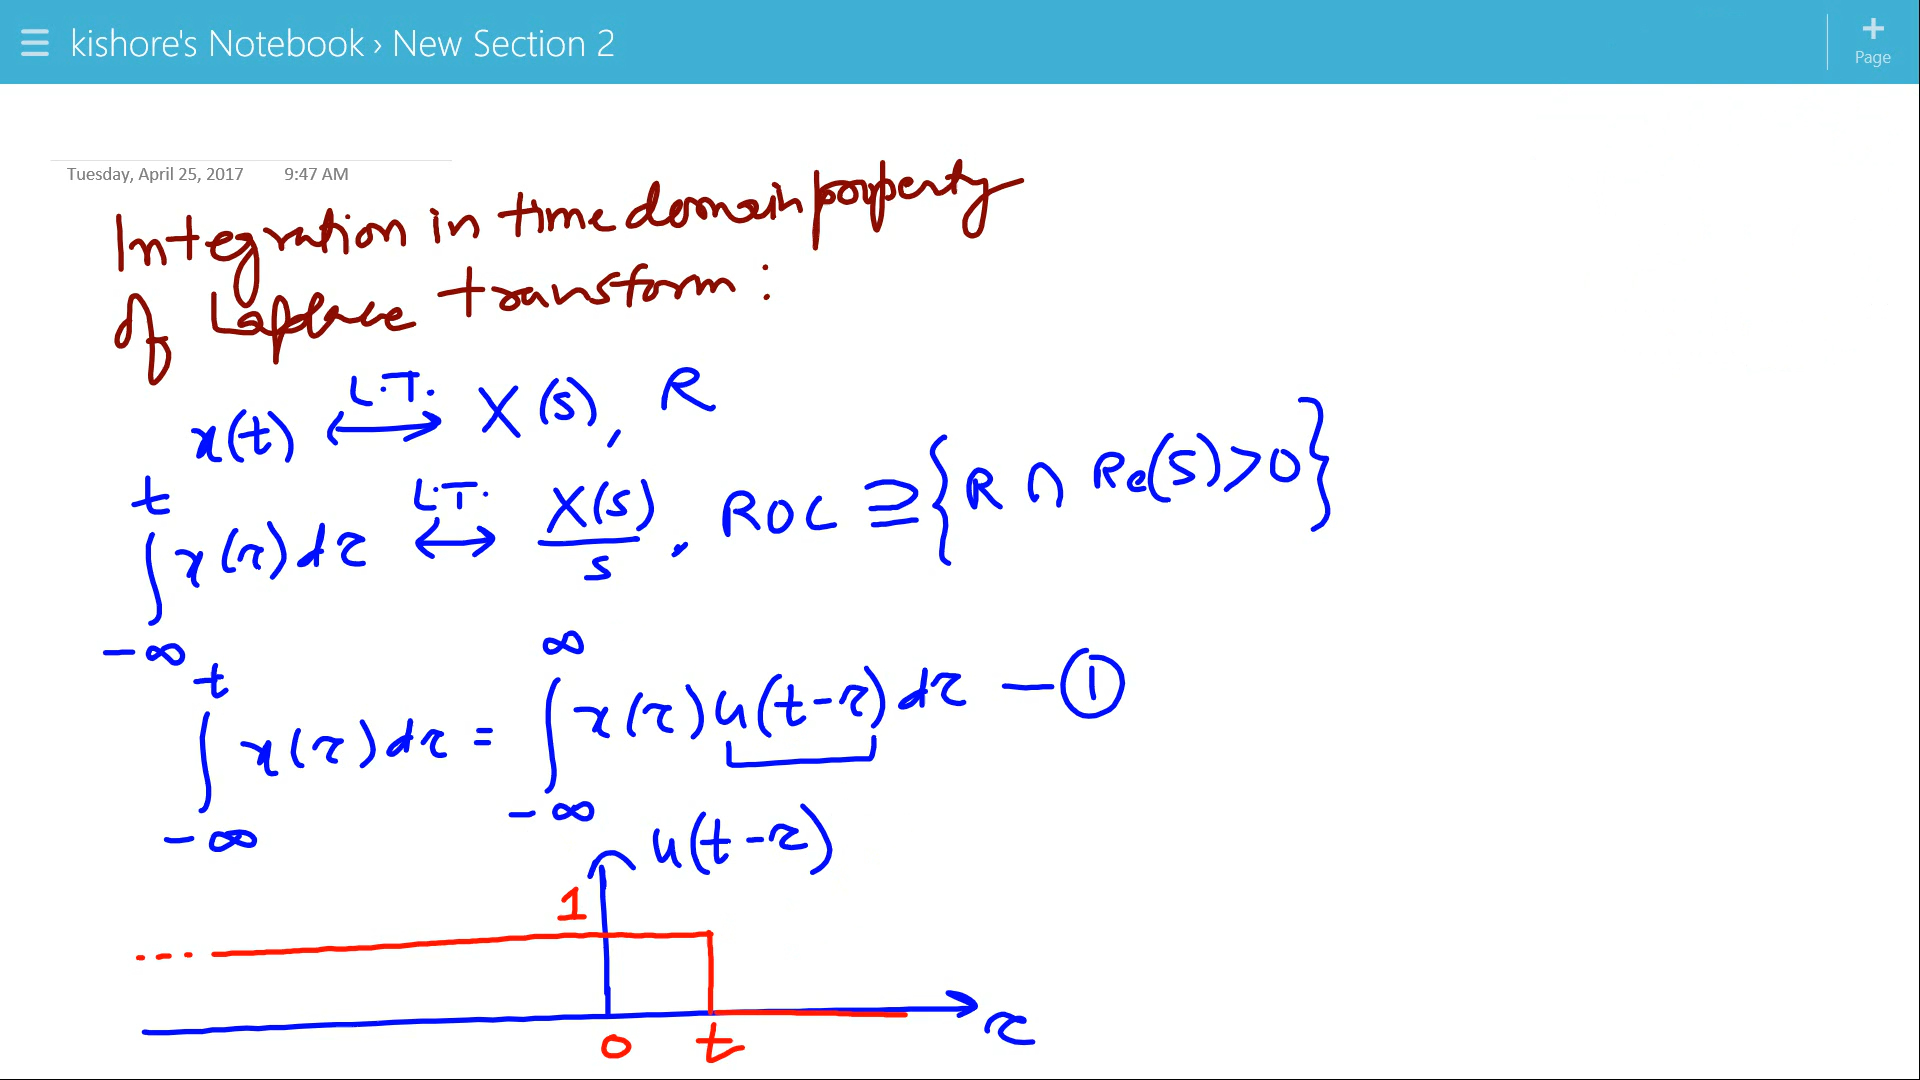 kishore's Notebook › New Section 2
Page
Tuesday, April 25, 2017 9:47 AM
Integration in time domain property
of Laplace transform :
x(t) L.T. ⟷ X(s), R
∫_{-∞}^{t} x(τ)dτ L.T. ⟷ X(s)/s, ROC ⊇ {R ∩ Re(s)>0}
∫_{-∞}^{t} x(τ)dτ = ∫_{-∞}^{∞} x(τ)u(t-τ)dτ — ①
u(t-τ)
1
0 t τ